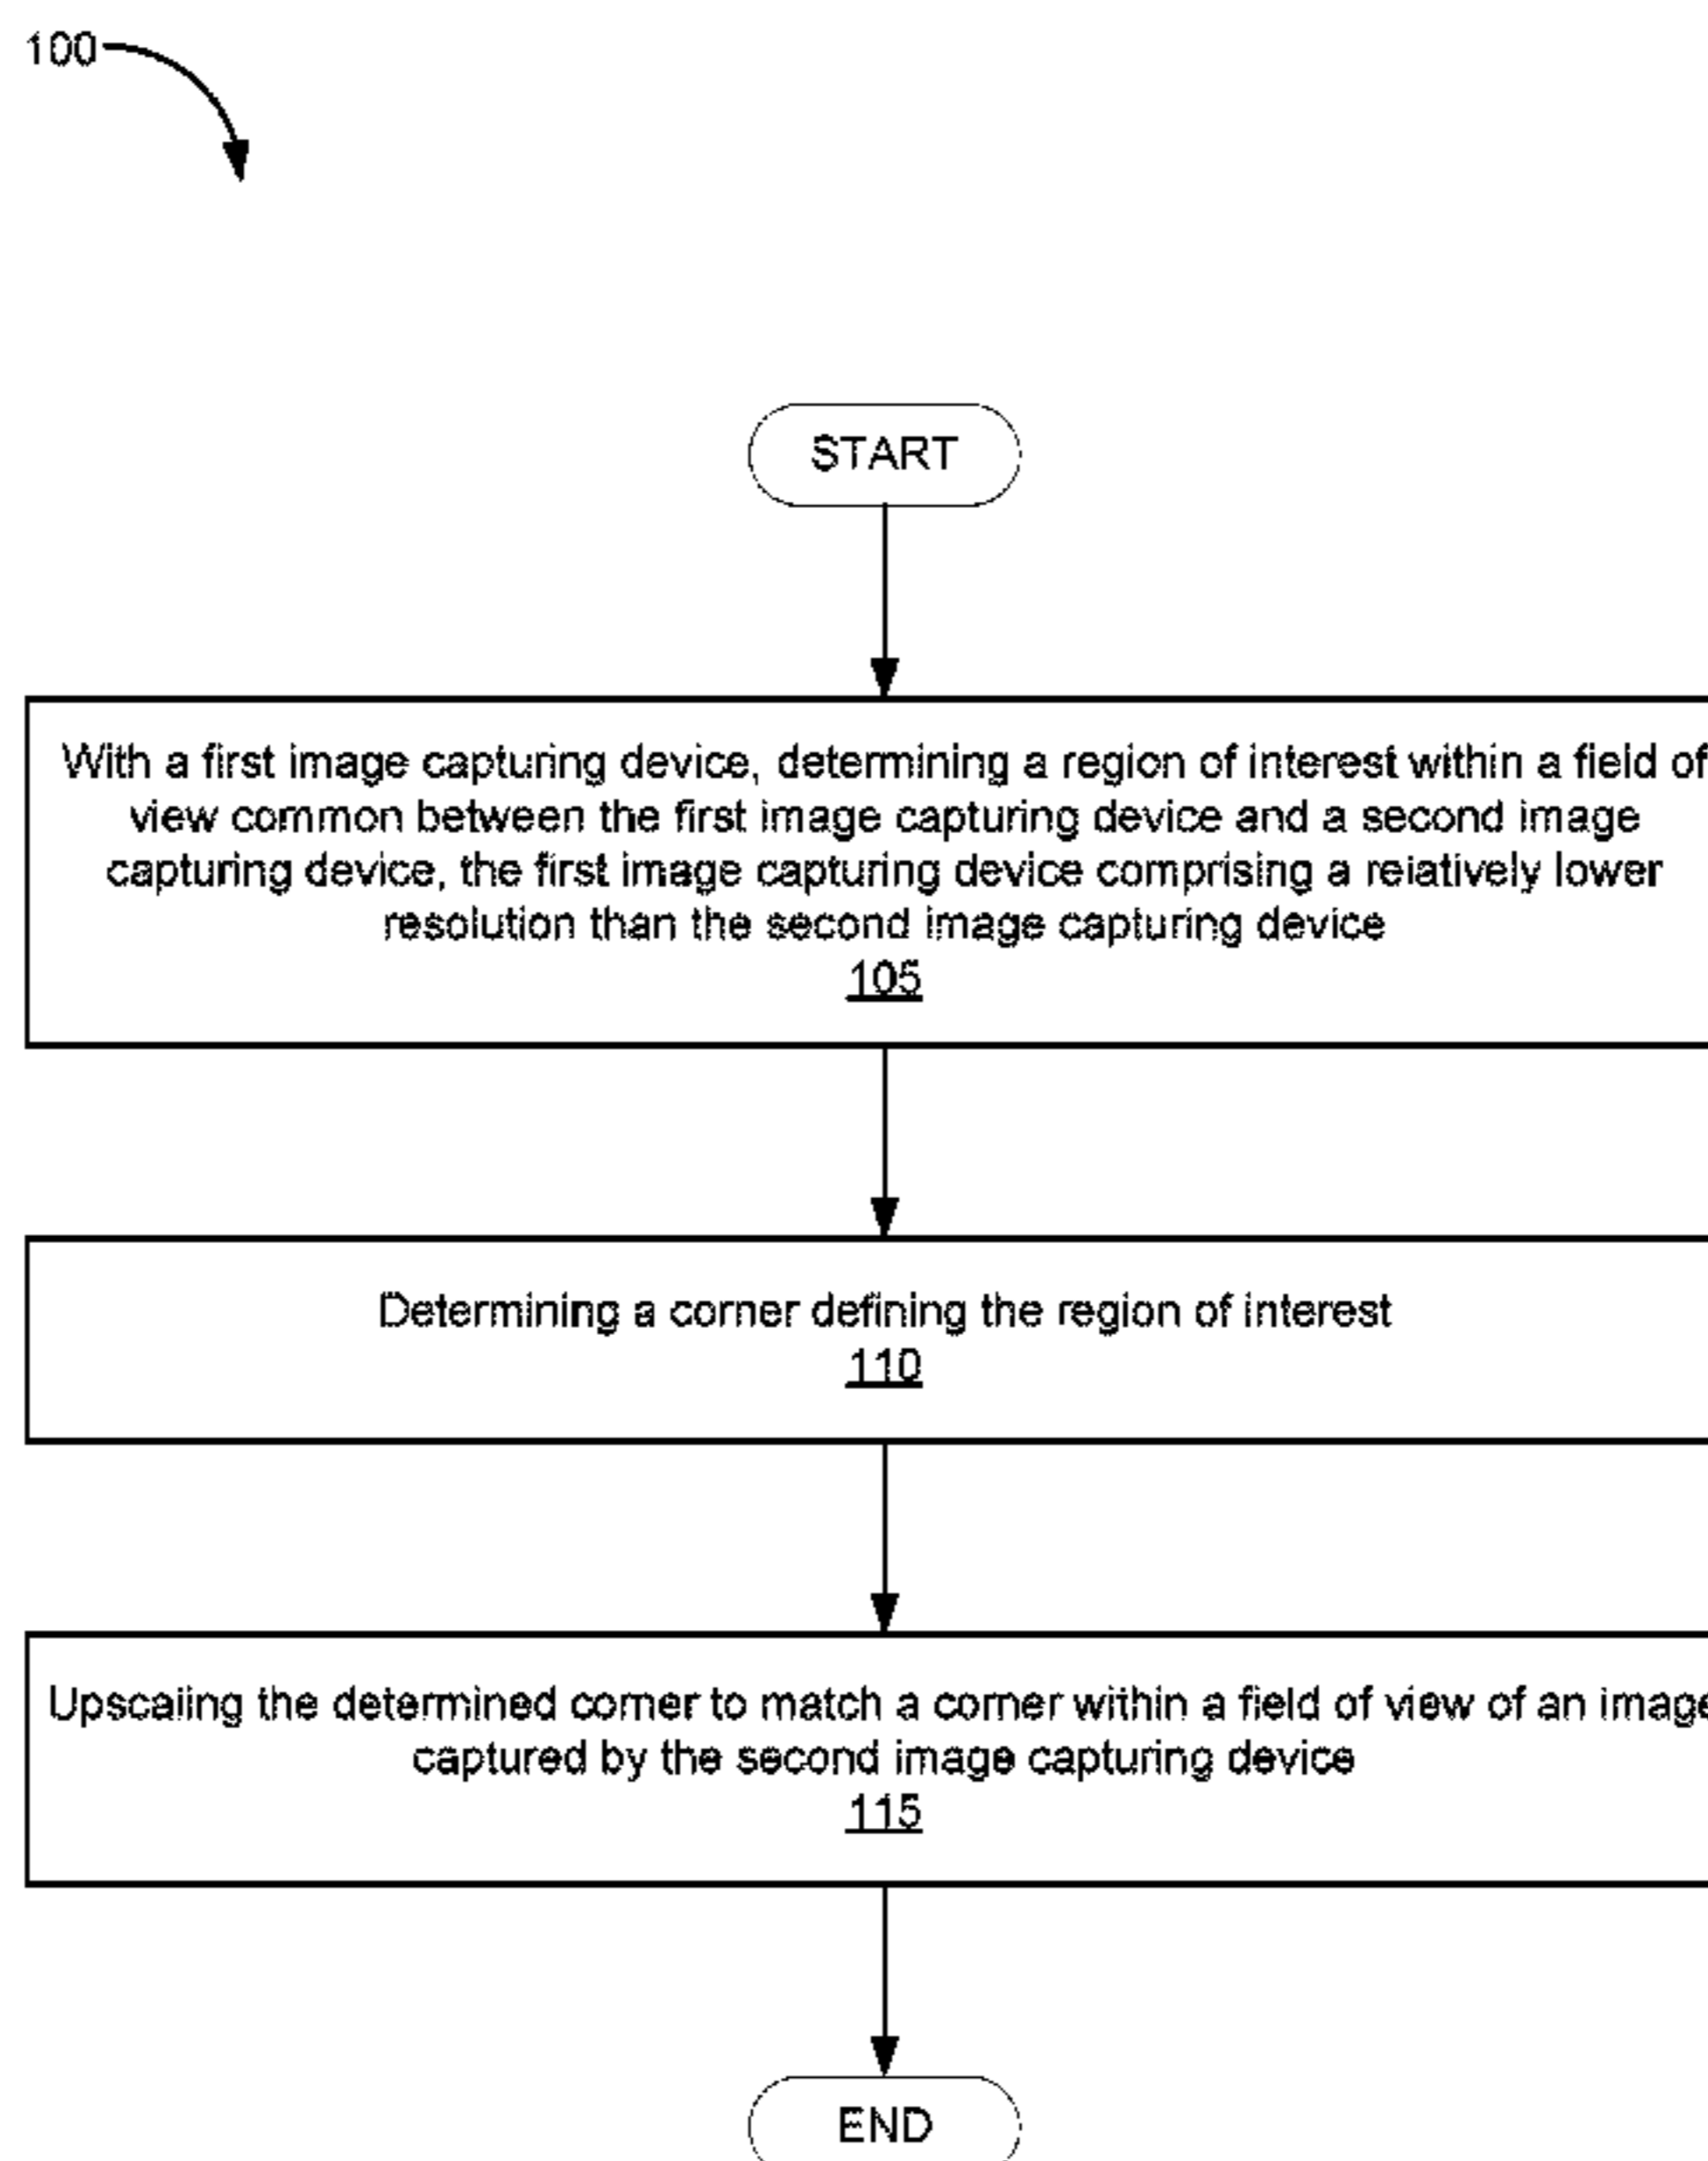 100
START
With a first image capturing device, determining a region of interest within a field of
view common between the first image capturing device and a second image
capturing device, the first image capturing device comprising a relatively lower
resolution than the second image capturing device
105
Determining a corner defining the region of interest
110
Upscaling the determined corner to match a corner within a field of view of an image
captured by the second image capturing device
115
END